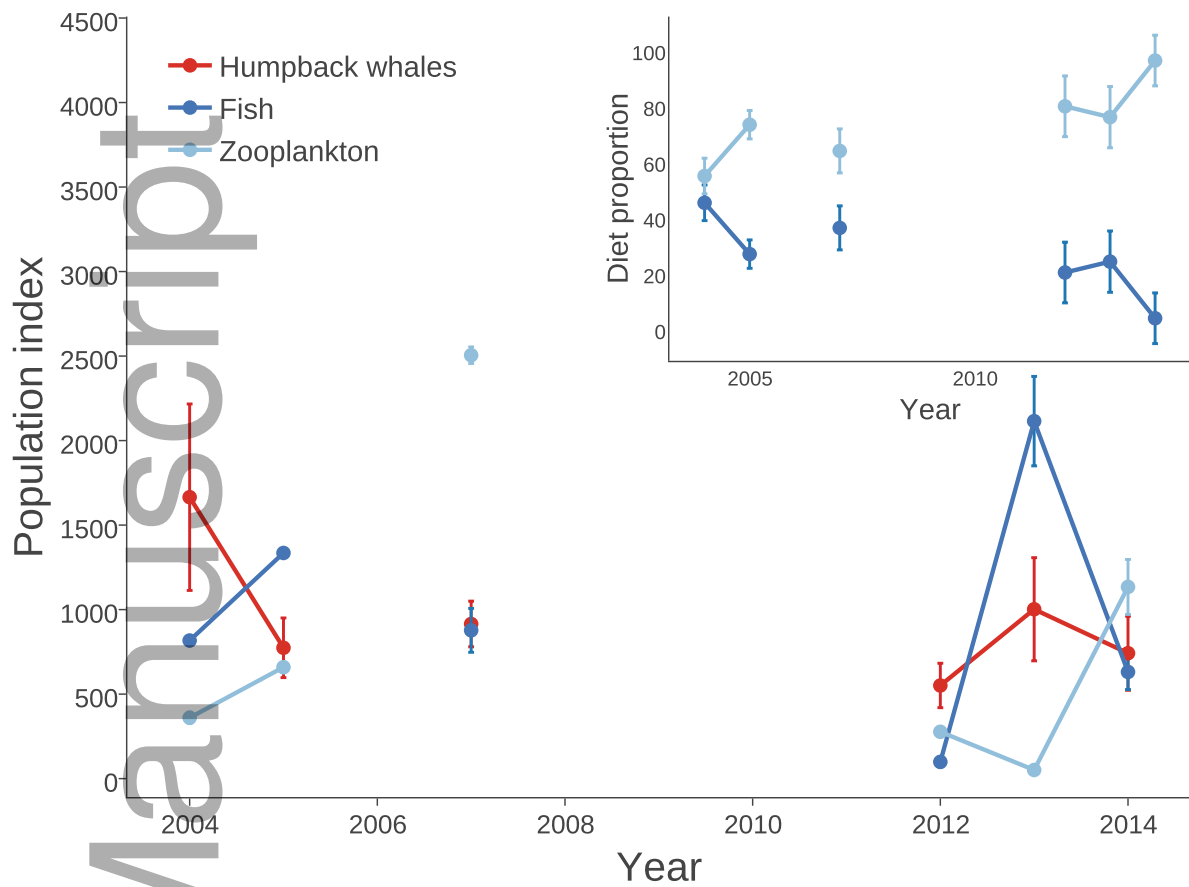 4500
4000
3500
3000
2500
2000
1500
1000
500
0
Population index
Humpback whales
Fish
Zooplankton
2004 2006 2008 2010 2012 2014
Year
100
80
60
40
20
0
Diet proportion
2005 2010
Year
Manuscript